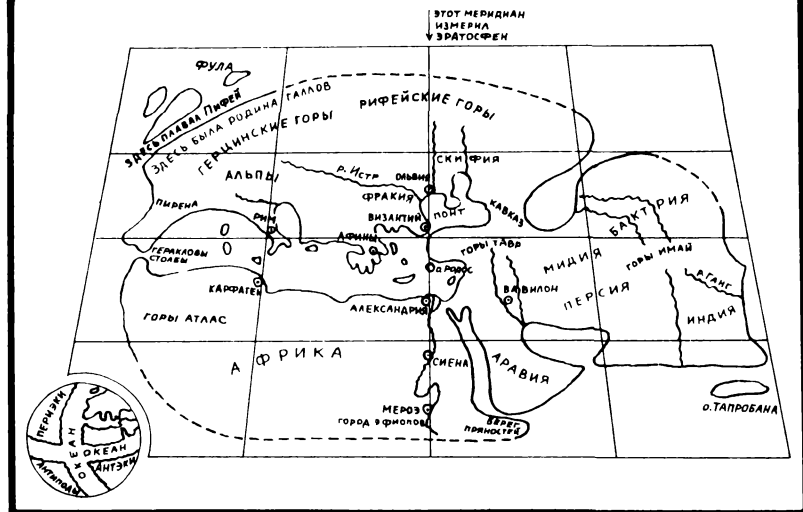 ЭТОТ МЕРИДИАН
ИЗМЕРИЛ
ЭРАТОСФЕН
ФУЛА
ЗДЕСЬ ПЛАВАЛ ПИФЕЙ
ЗДЕСЬ БЫЛА РОДИНА ГАЛЛОВ
ГЕРЦИНСКИЕ ГОРЫ
РИФЕЙСКИЕ ГОРЫ
СКИФИЯ
АЛЬПЫ
Р. ИСТР
ОЛЬВИЯ
ФРАКИЯ
ПИРЕНА
РИМ
ВИЗАНТИЙ
ПОНТ
КАВКАЗ
БАКТРИЯ
АФИНЫ
ГЕРАКЛОВЫ
СТОЛБЫ
ГОРЫ ТАВР
МИДИЯ
ГОРЫ ИМАЙ
О. РОДОС
Р. ГАНГ
КАРФАГЕН
ВАВИЛОН
ПЕРСИЯ
АЛЕКСАНДРИЯ
ИНДИЯ
ГОРЫ АТЛАС
АФРИКА
СИЕНА
АРАВИЯ
МЕРОЭ
ГОРОД ЭФИОПОВ
БЕРЕГ
ПРЯНОСТЕЙ
О. ТАПРОБАНА
ПЕРИЭКИ
ОКЕАН
ОКЕАН
АНТИПОДЫ
АНТЭКИ